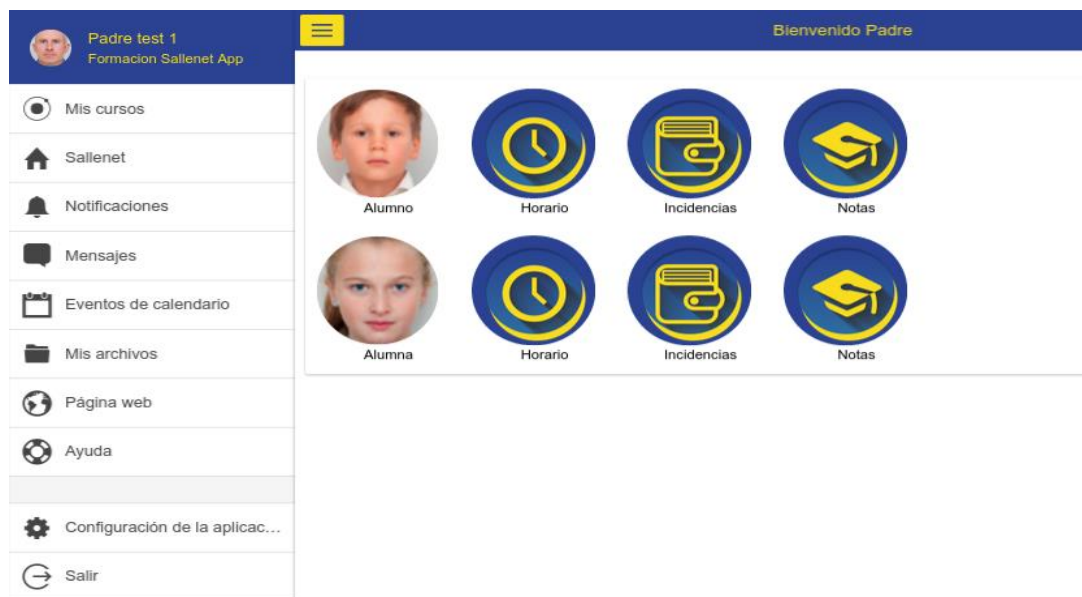 Padre test 1
Formacion Sallenet App
Bienvenido Padre
Mis cursos
Sallenet
Notificaciones
Mensajes
Eventos de calendario
Mis archivos
Página web
Ayuda
Configuración de la aplicac...
Salir
Alumno Horario Incidencias Notas
Alumna Horario Incidencias Notas